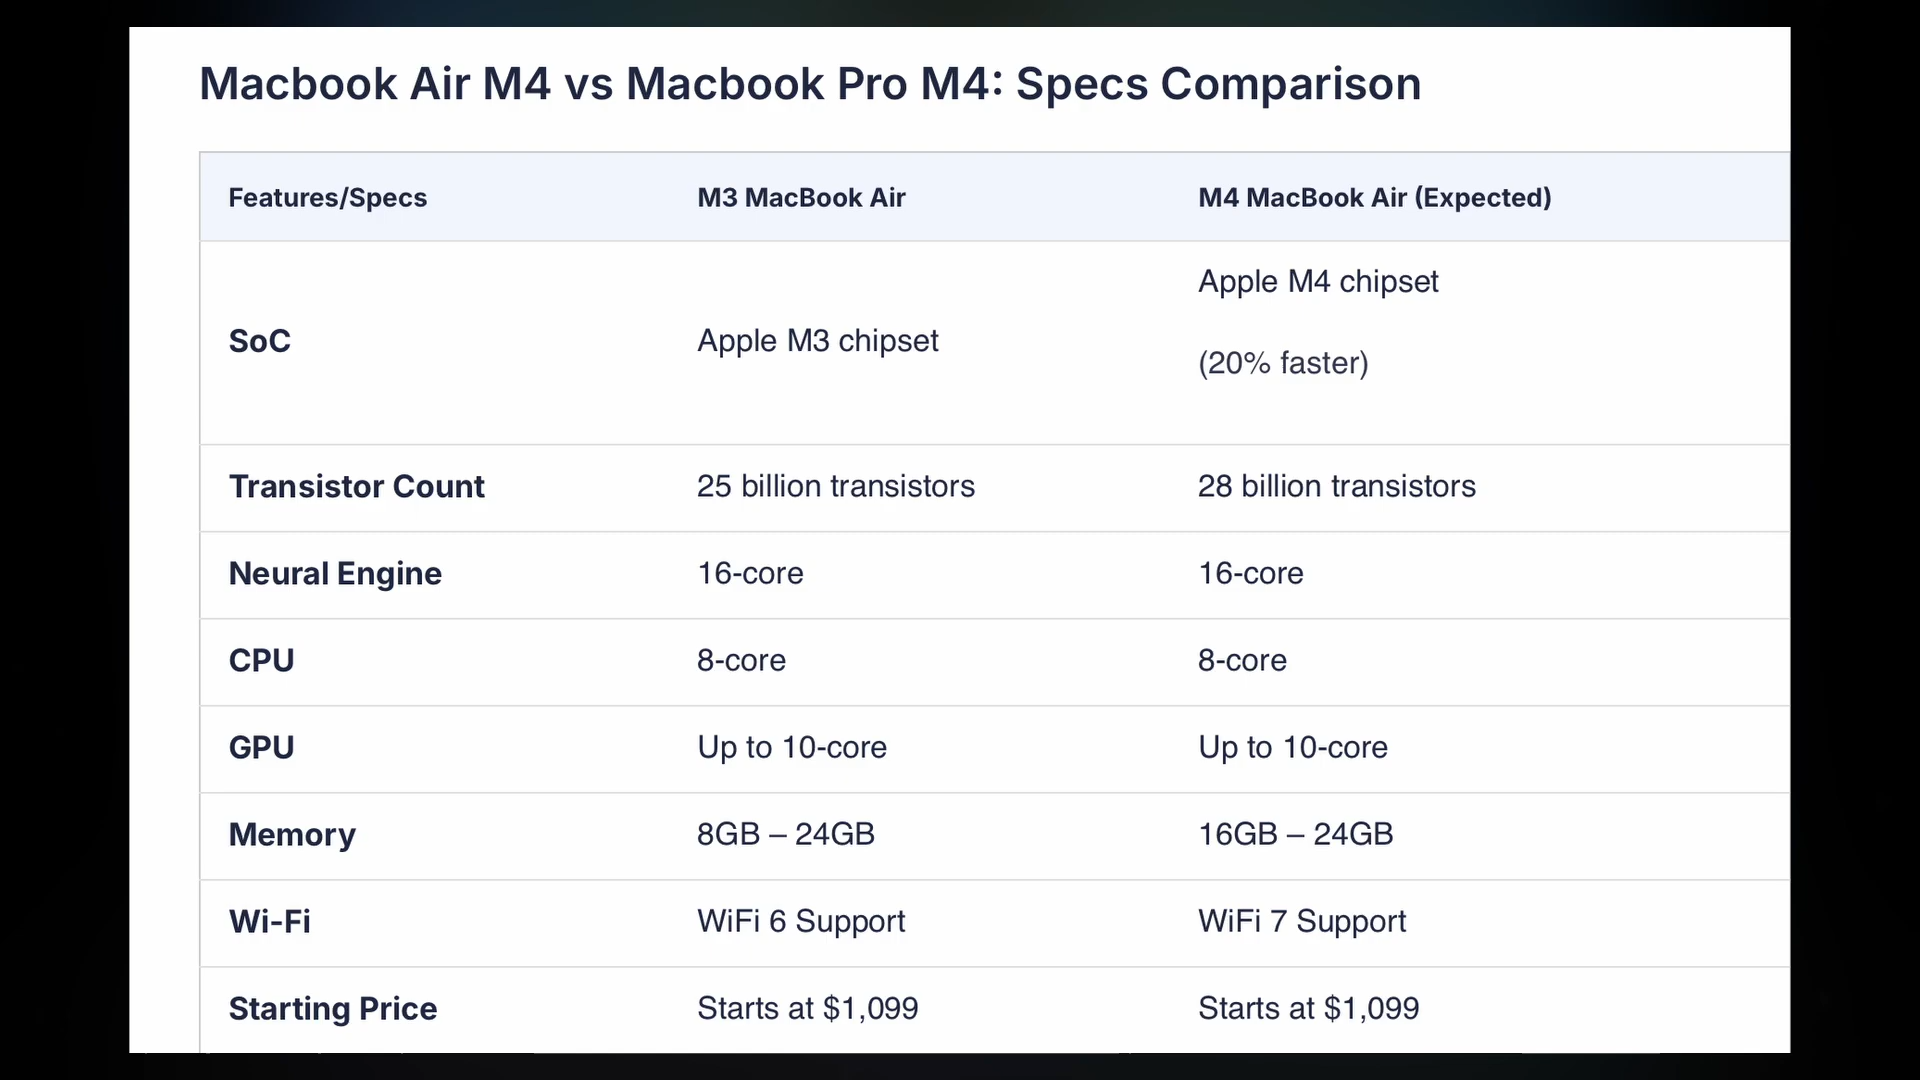 Macbook Air M4 vs Macbook Pro M4: Specs Comparison
Features/Specs M3 MacBook Air M4 MacBook Air (Expected)
SoC Apple M3 chipset Apple M4 chipset
(20% faster)
Transistor Count 25 billion transistors 28 billion transistors
Neural Engine 16-core 16-core
CPU 8-core 8-core
GPU Up to 10-core Up to 10-core
Memory 8GB – 24GB 16GB – 24GB
Wi-Fi WiFi 6 Support WiFi 7 Support
Starting Price Starts at $1,099 Starts at $1,099